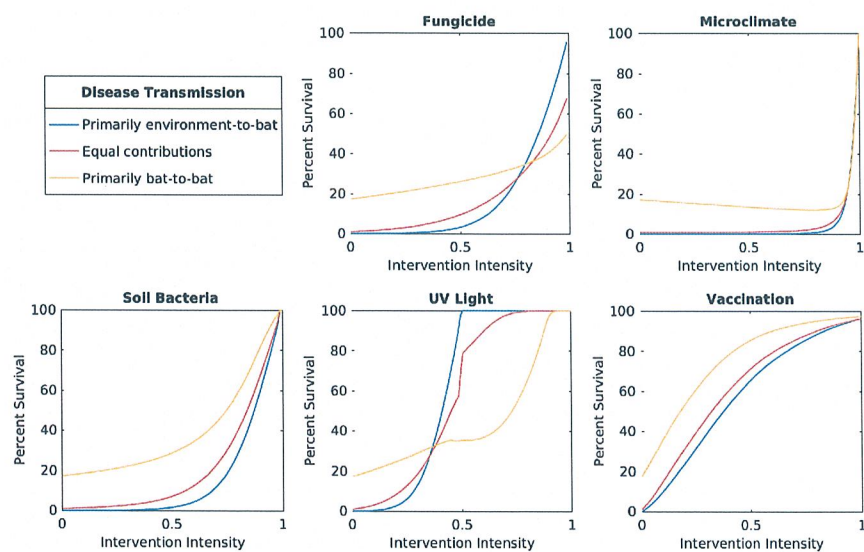 Fungicide
Microclimate
Disease Transmission
Primarily environment-to-bat
Equal contributions
Primarily bat-to-bat
Percent Survival
100
80
60
40
20
0
0
0.5
1
Intervention Intensity
Percent Survival
100
80
60
40
20
0
0
0.5
1
Intervention Intensity
Soil Bacteria
UV Light
Vaccination
Percent Survival
100
80
60
40
20
0
0
0.5
1
Intervention Intensity
Percent Survival
100
80
60
40
20
0
0
0.5
1
Intervention Intensity
Percent Survival
100
80
60
40
20
0
0
0.5
1
Intervention Intensity